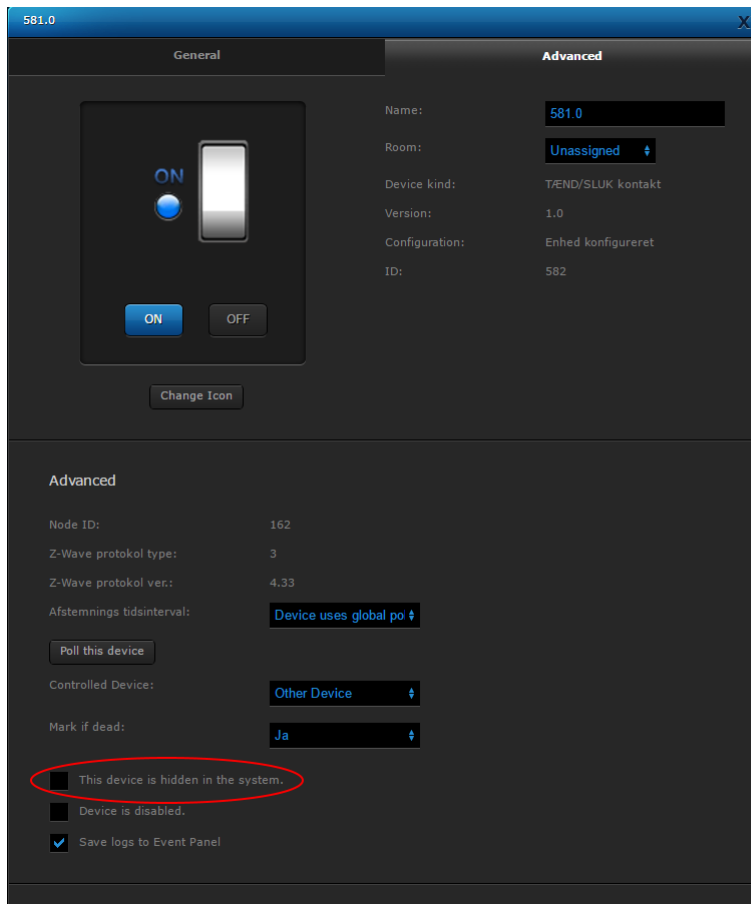 581.0
X
General
Advanced
ON
ON
OFF
Change Icon
Name:
581.0
Room:
Unassigned
Device kind:
TÆND/SLUK kontakt
Version:
1.0
Configuration:
Enhed konfigureret
ID:
582
Advanced
Node ID:
162
Z-Wave protokol type:
3
Z-Wave protokol ver.:
4.33
Afstemnings tidsinterval:
Device uses global pol
Poll this device
Controlled Device:
Other Device
Mark if dead:
Ja
This device is hidden in the system.
Device is disabled.
Save logs to Event Panel